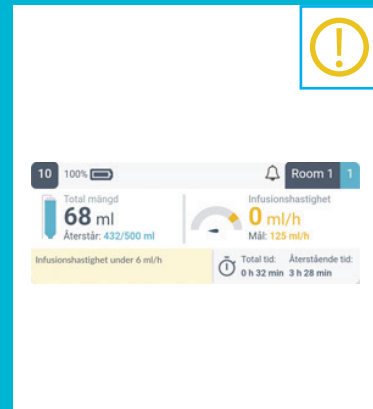 10 100% Room 1 1
Total mängd
68 ml
Återstår: 432/500 ml
Infusionshastighet
0 ml/h
Mål: 125 ml/h
Infusionshastighet under 6 ml/h
Total tid: Återstående tid:
0 h 32 min 3 h 28 min